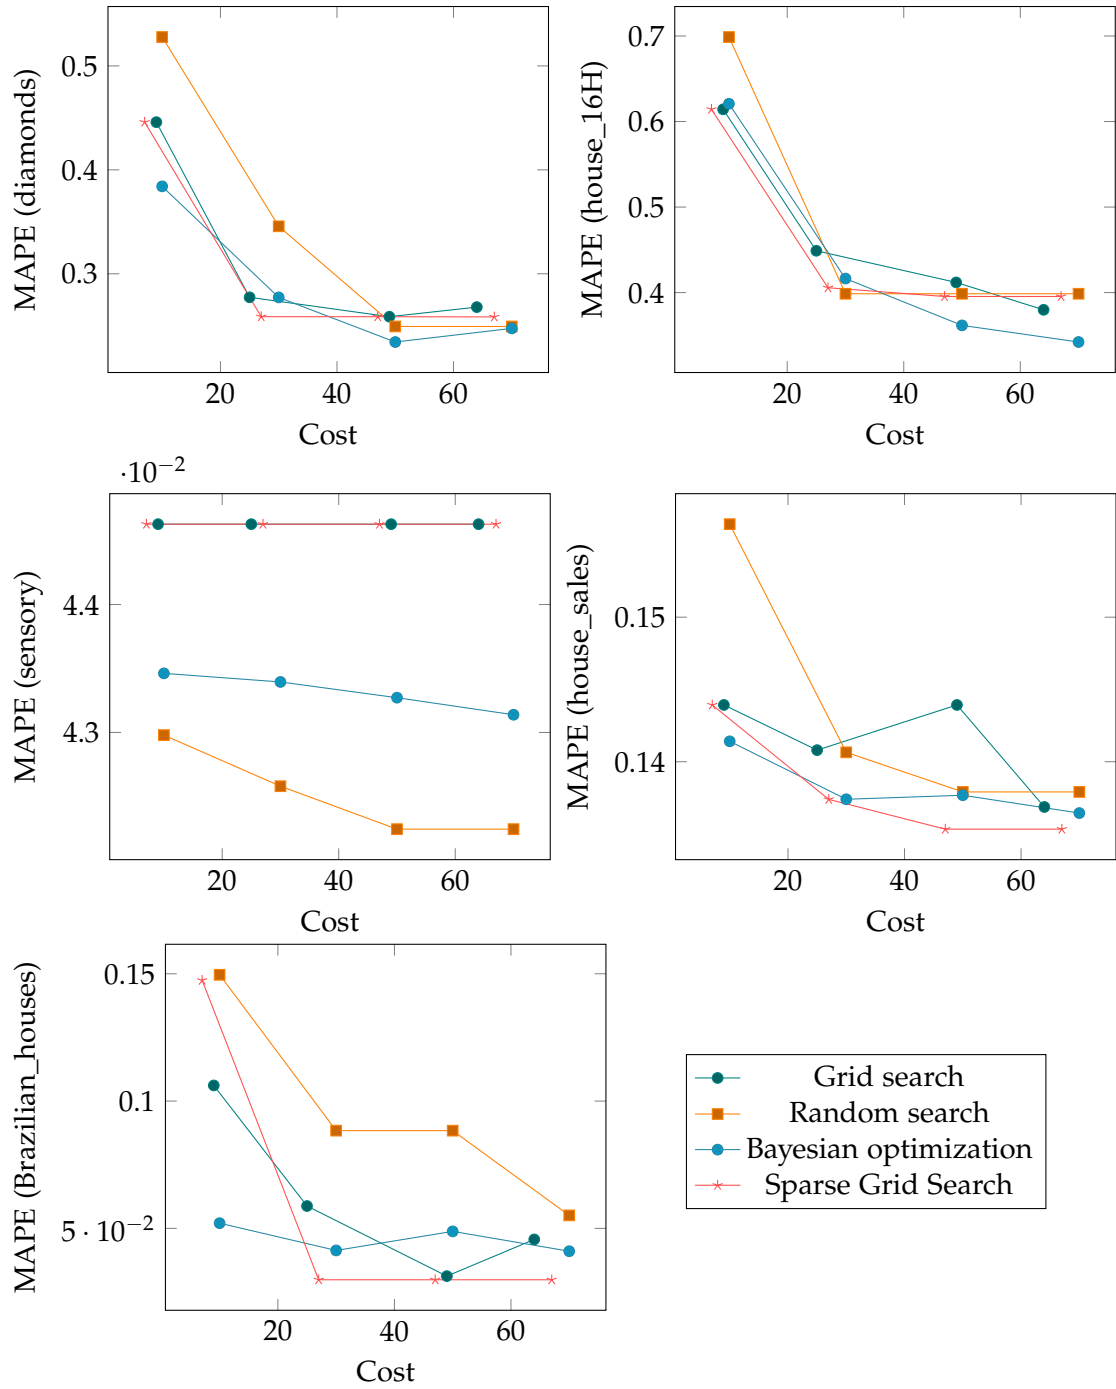 MAPE (diamonds)
0.5
0.4
0.3
20 40 60
Cost
MAPE (house_16H)
0.7
0.6
0.5
0.4
20 40 60
Cost
·10−2
MAPE (sensory)
4.4
4.3
20 40 60
Cost
MAPE (house_sales)
0.15
0.14
20 40 60
Cost
MAPE (Brazilian_houses)
0.15
0.1
5 · 10−2
20 40 60
Cost
Grid search
Random search
Bayesian optimization
Sparse Grid Search